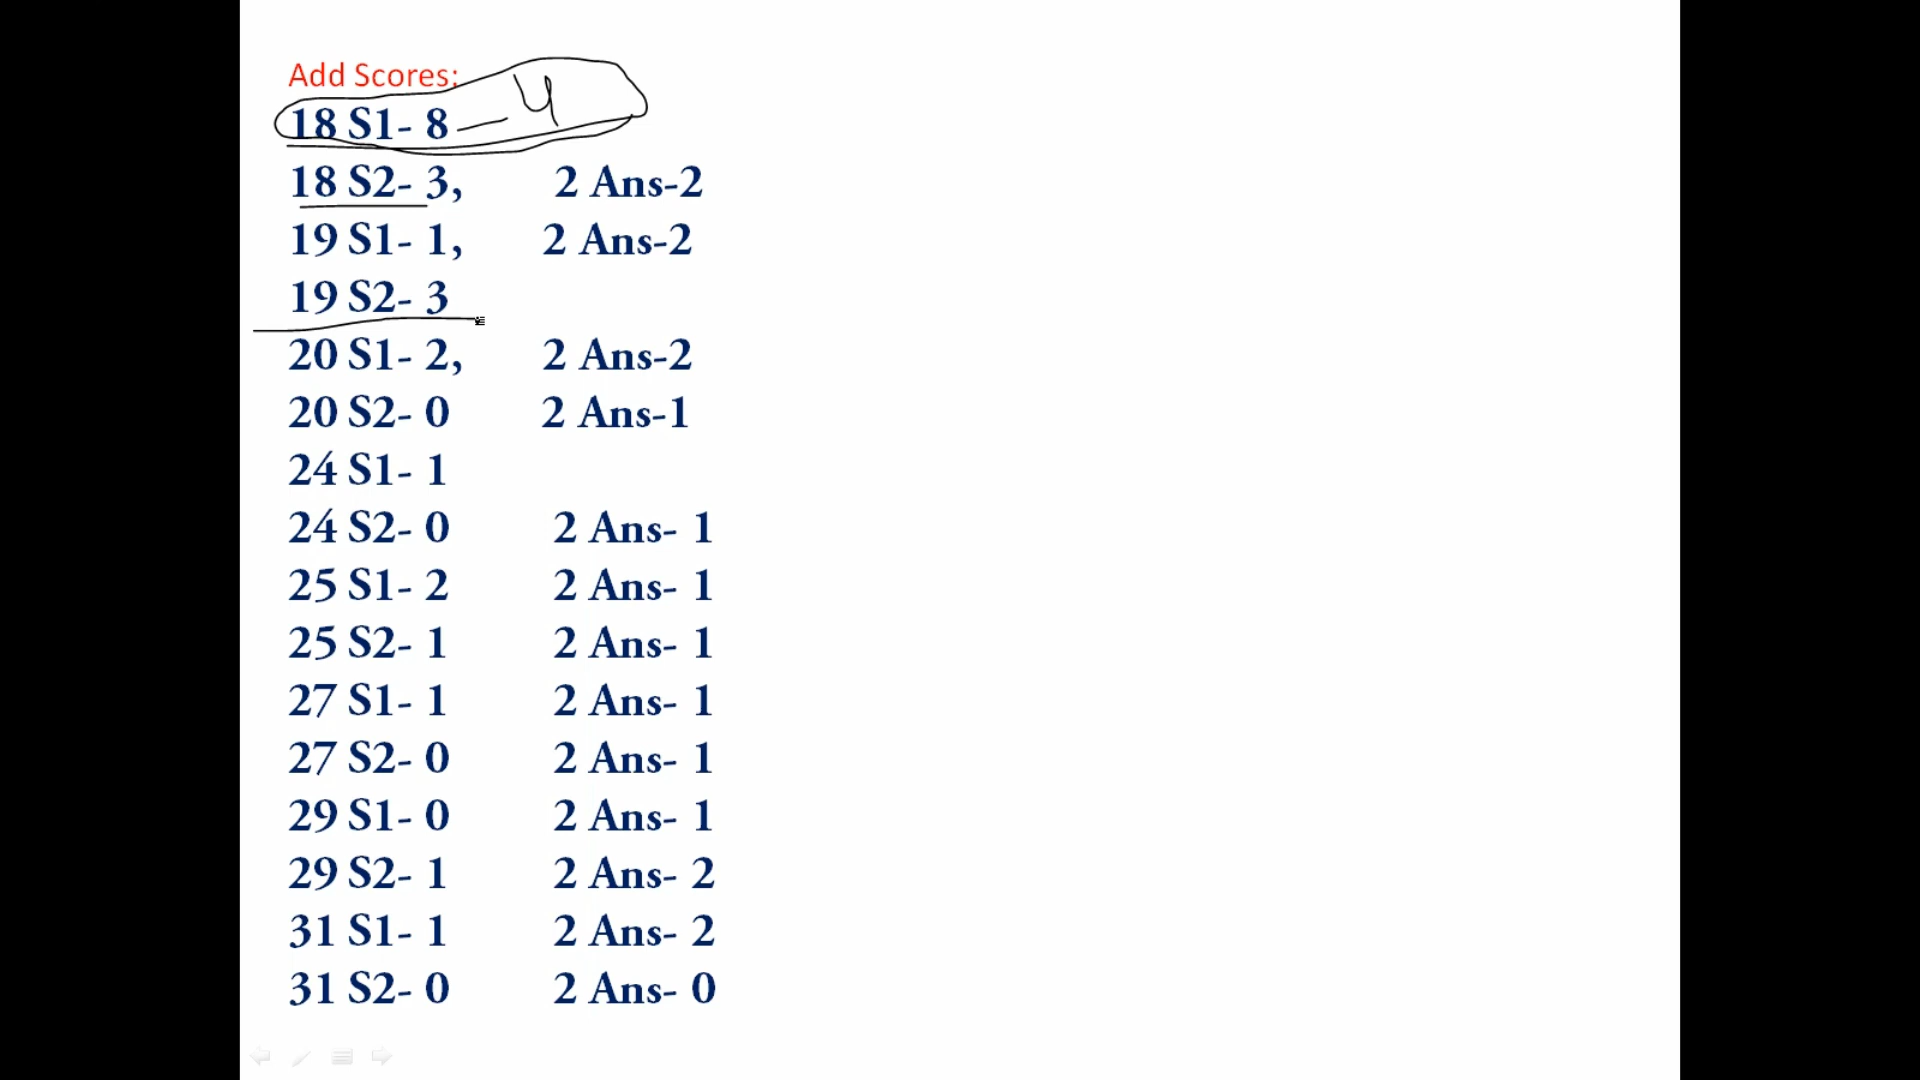 Add Scores:
18 S1- 8 — 4
18 S2- 3, 2 Ans-2
19 S1- 1, 2 Ans-2
19 S2- 3
20 S1- 2, 2 Ans-2
20 S2- 0 2 Ans-1
24 S1- 1
24 S2- 0 2 Ans- 1
25 S1- 2 2 Ans- 1
25 S2- 1 2 Ans- 1
27 S1- 1 2 Ans- 1
27 S2- 0 2 Ans- 1
29 S1- 0 2 Ans- 1
29 S2- 1 2 Ans- 2
31 S1- 1 2 Ans- 2
31 S2- 0 2 Ans- 0